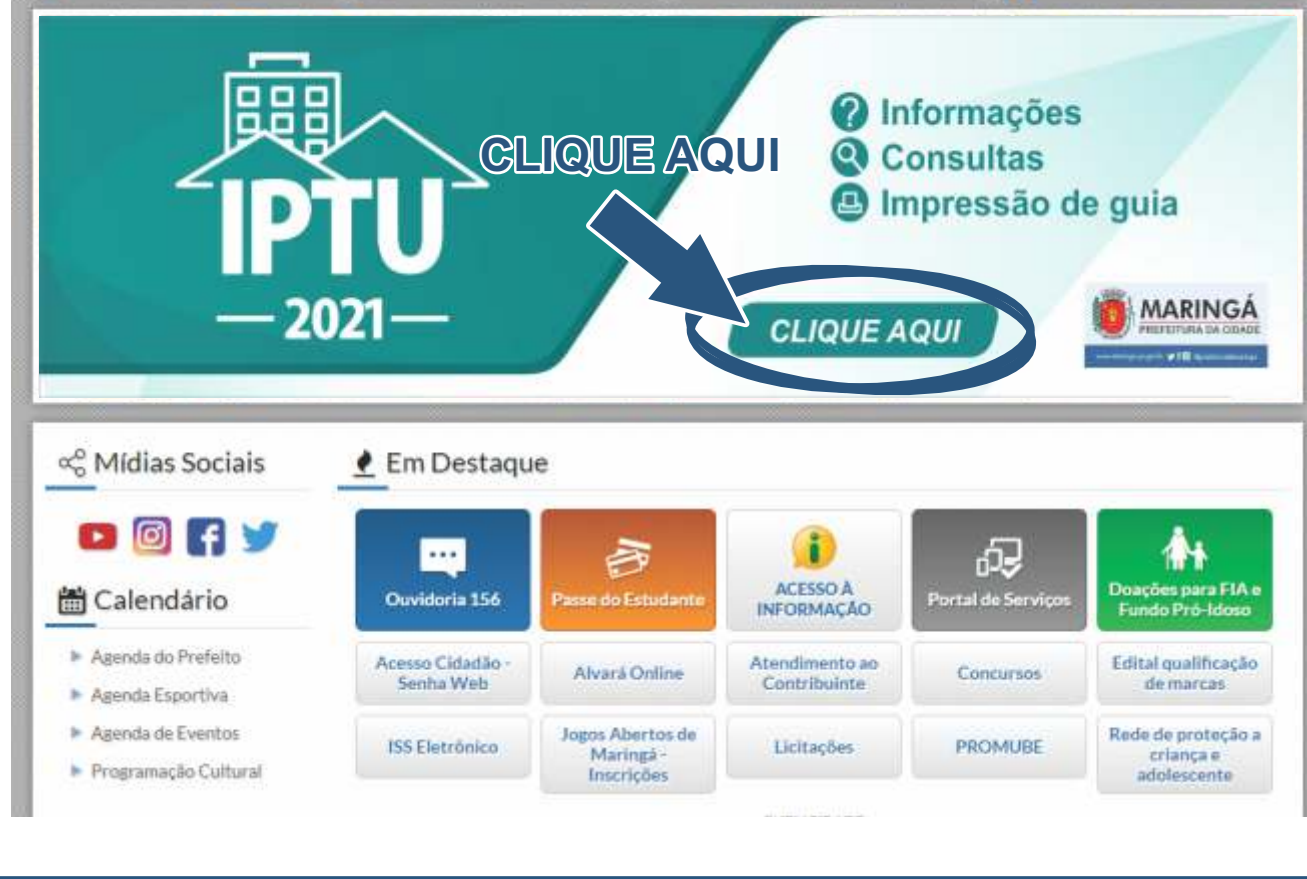 IPTU
2021
CLIQUE AQUI
Informações
Consultas
Impressão de guia
CLIQUE AQUI
MARINGÁ
PREFEITURA DA CIDADE
Mídias Sociais
Calendário
Agenda do Prefeito
Agenda Esportiva
Agenda de Eventos
Programação Cultural
Em Destaque
Ouvidoria 156
Passe do Estudante
ACESSO À
INFORMAÇÃO
Portal de Serviços
Doações para FIA e
Fundo Pró-Idoso
Acesso Cidadão -
Senha Web
Alvará Online
Atendimento ao
Contribuinte
Concursos
Edital qualificação
de marcas
ISS Eletrônico
Jogos Abertos de
Maringá -
Inscrições
Licitações
PROMUBE
Rede de proteção a
criança e
adolescente